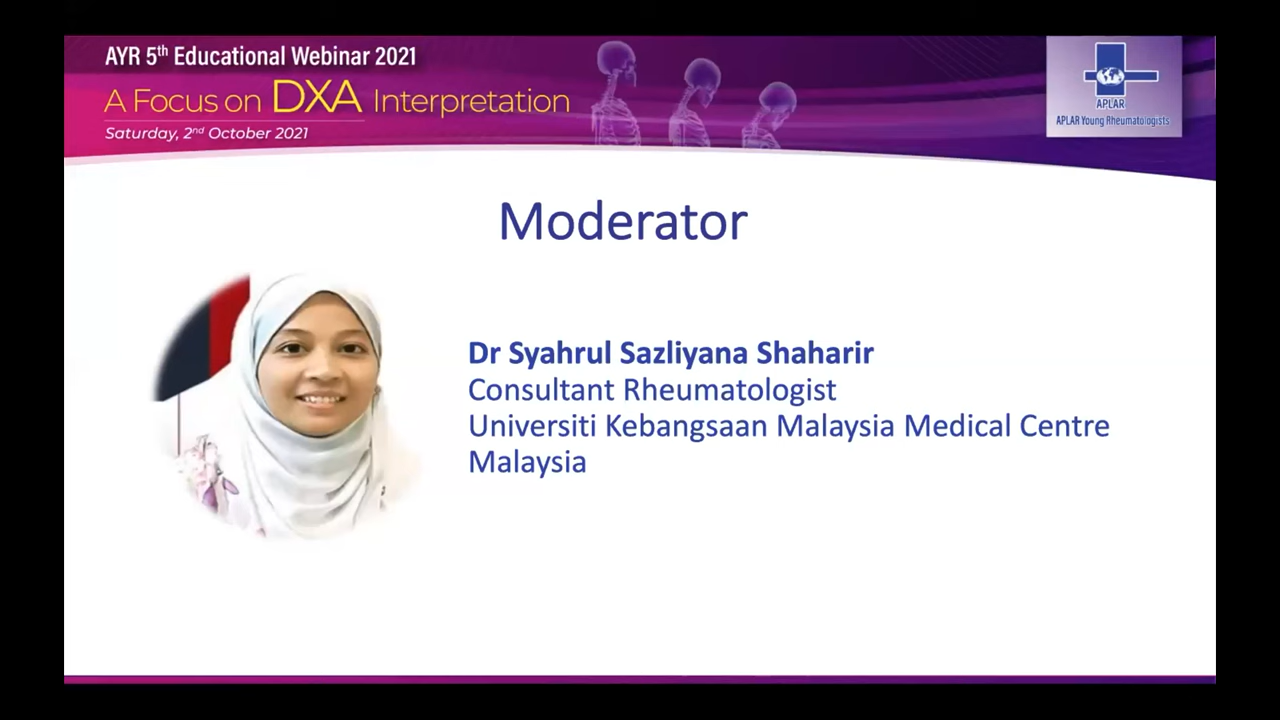 AYR 5th Educational Webinar 2021
A Focus on DXA Interpretation
Saturday, 2nd October 2021
APLAR
APLAR Young Rheumatologists
Moderator
Dr Syahrul Sazliyana Shaharir
Consultant Rheumatologist
Universiti Kebangsaan Malaysia Medical Centre
Malaysia